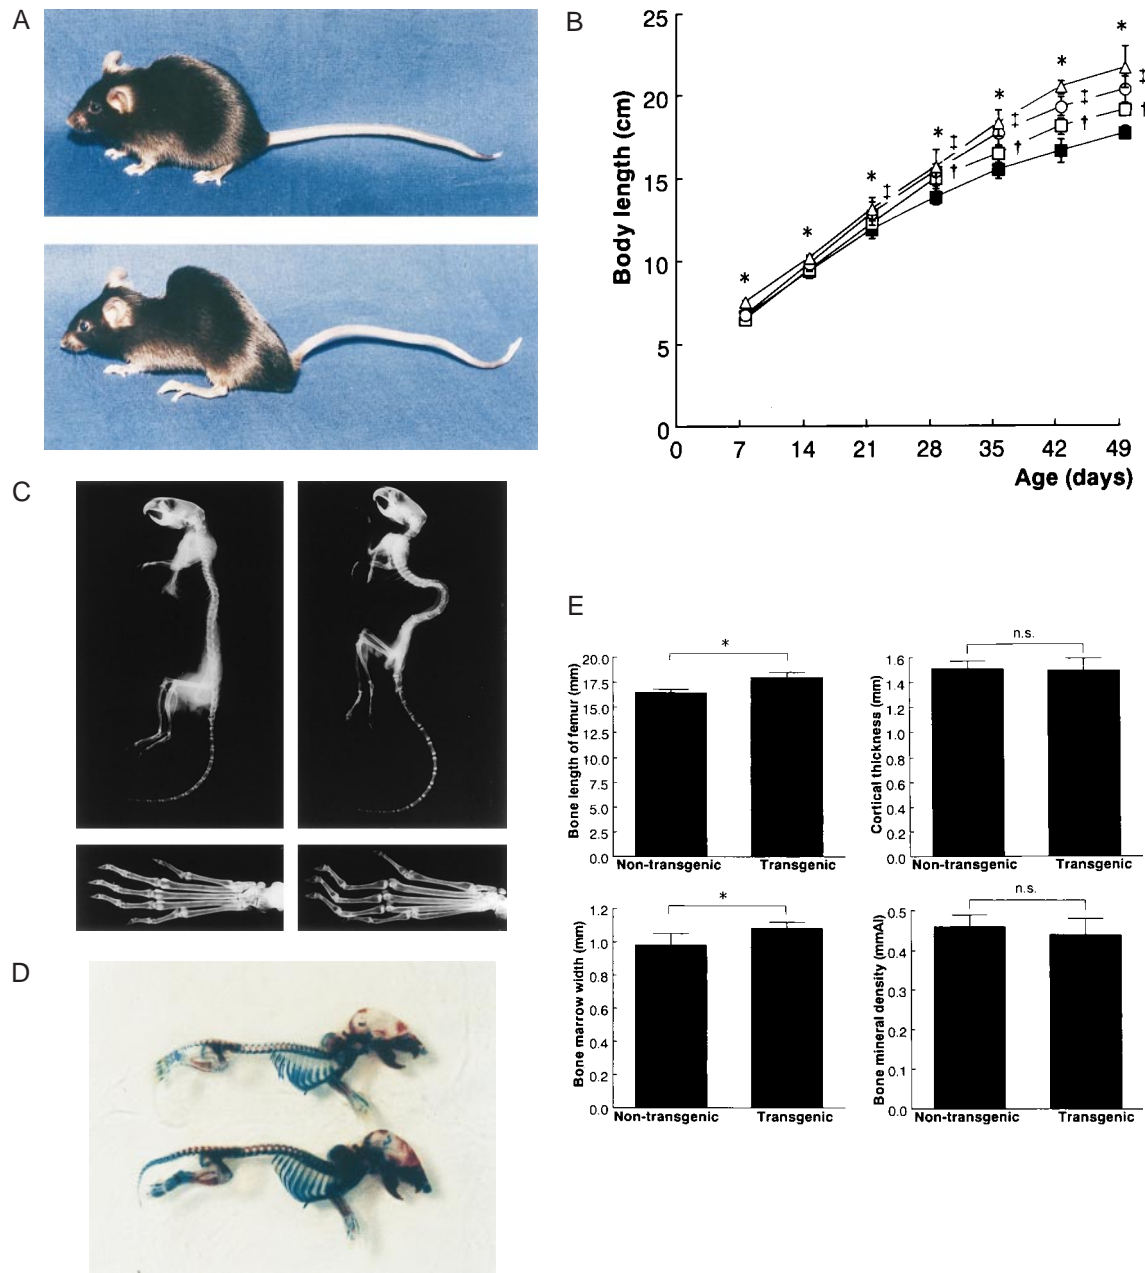 A
B
25
20
15
10
5
0
Body length (cm)
* * * * * * *
‡ ‡ ‡ ‡ ‡
† † † †
0 7 14 21 28 35 42 49
Age (days)
C
D
E
*
20.0
17.5
15.0
12.5
10.0
7.5
5.0
2.5
0.0
Bone length of femur (mm)
Non-transgenic Transgenic
n.s.
1.6
1.4
1.2
1.0
0.8
0.6
0.4
0.2
0.0
Cortical thickness (mm)
Non-transgenic Transgenic
*
1.2
1.0
0.8
0.6
0.4
0.2
0.0
Bone marrow width (mm)
Non-transgenic Transgenic
n.s.
0.5
0.4
0.3
0.2
0.1
0.0
Bone mineral density (mmAl)
Non-transgenic Transgenic